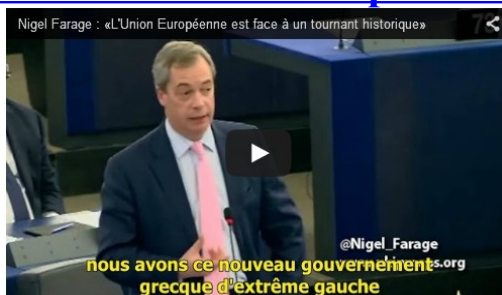 Nigel Farage : «L'Union Européenne est face à un tournant historique»
@Nigel_Farage
nous avons ce nouveau gouvernement
grecque d'extrême gauche